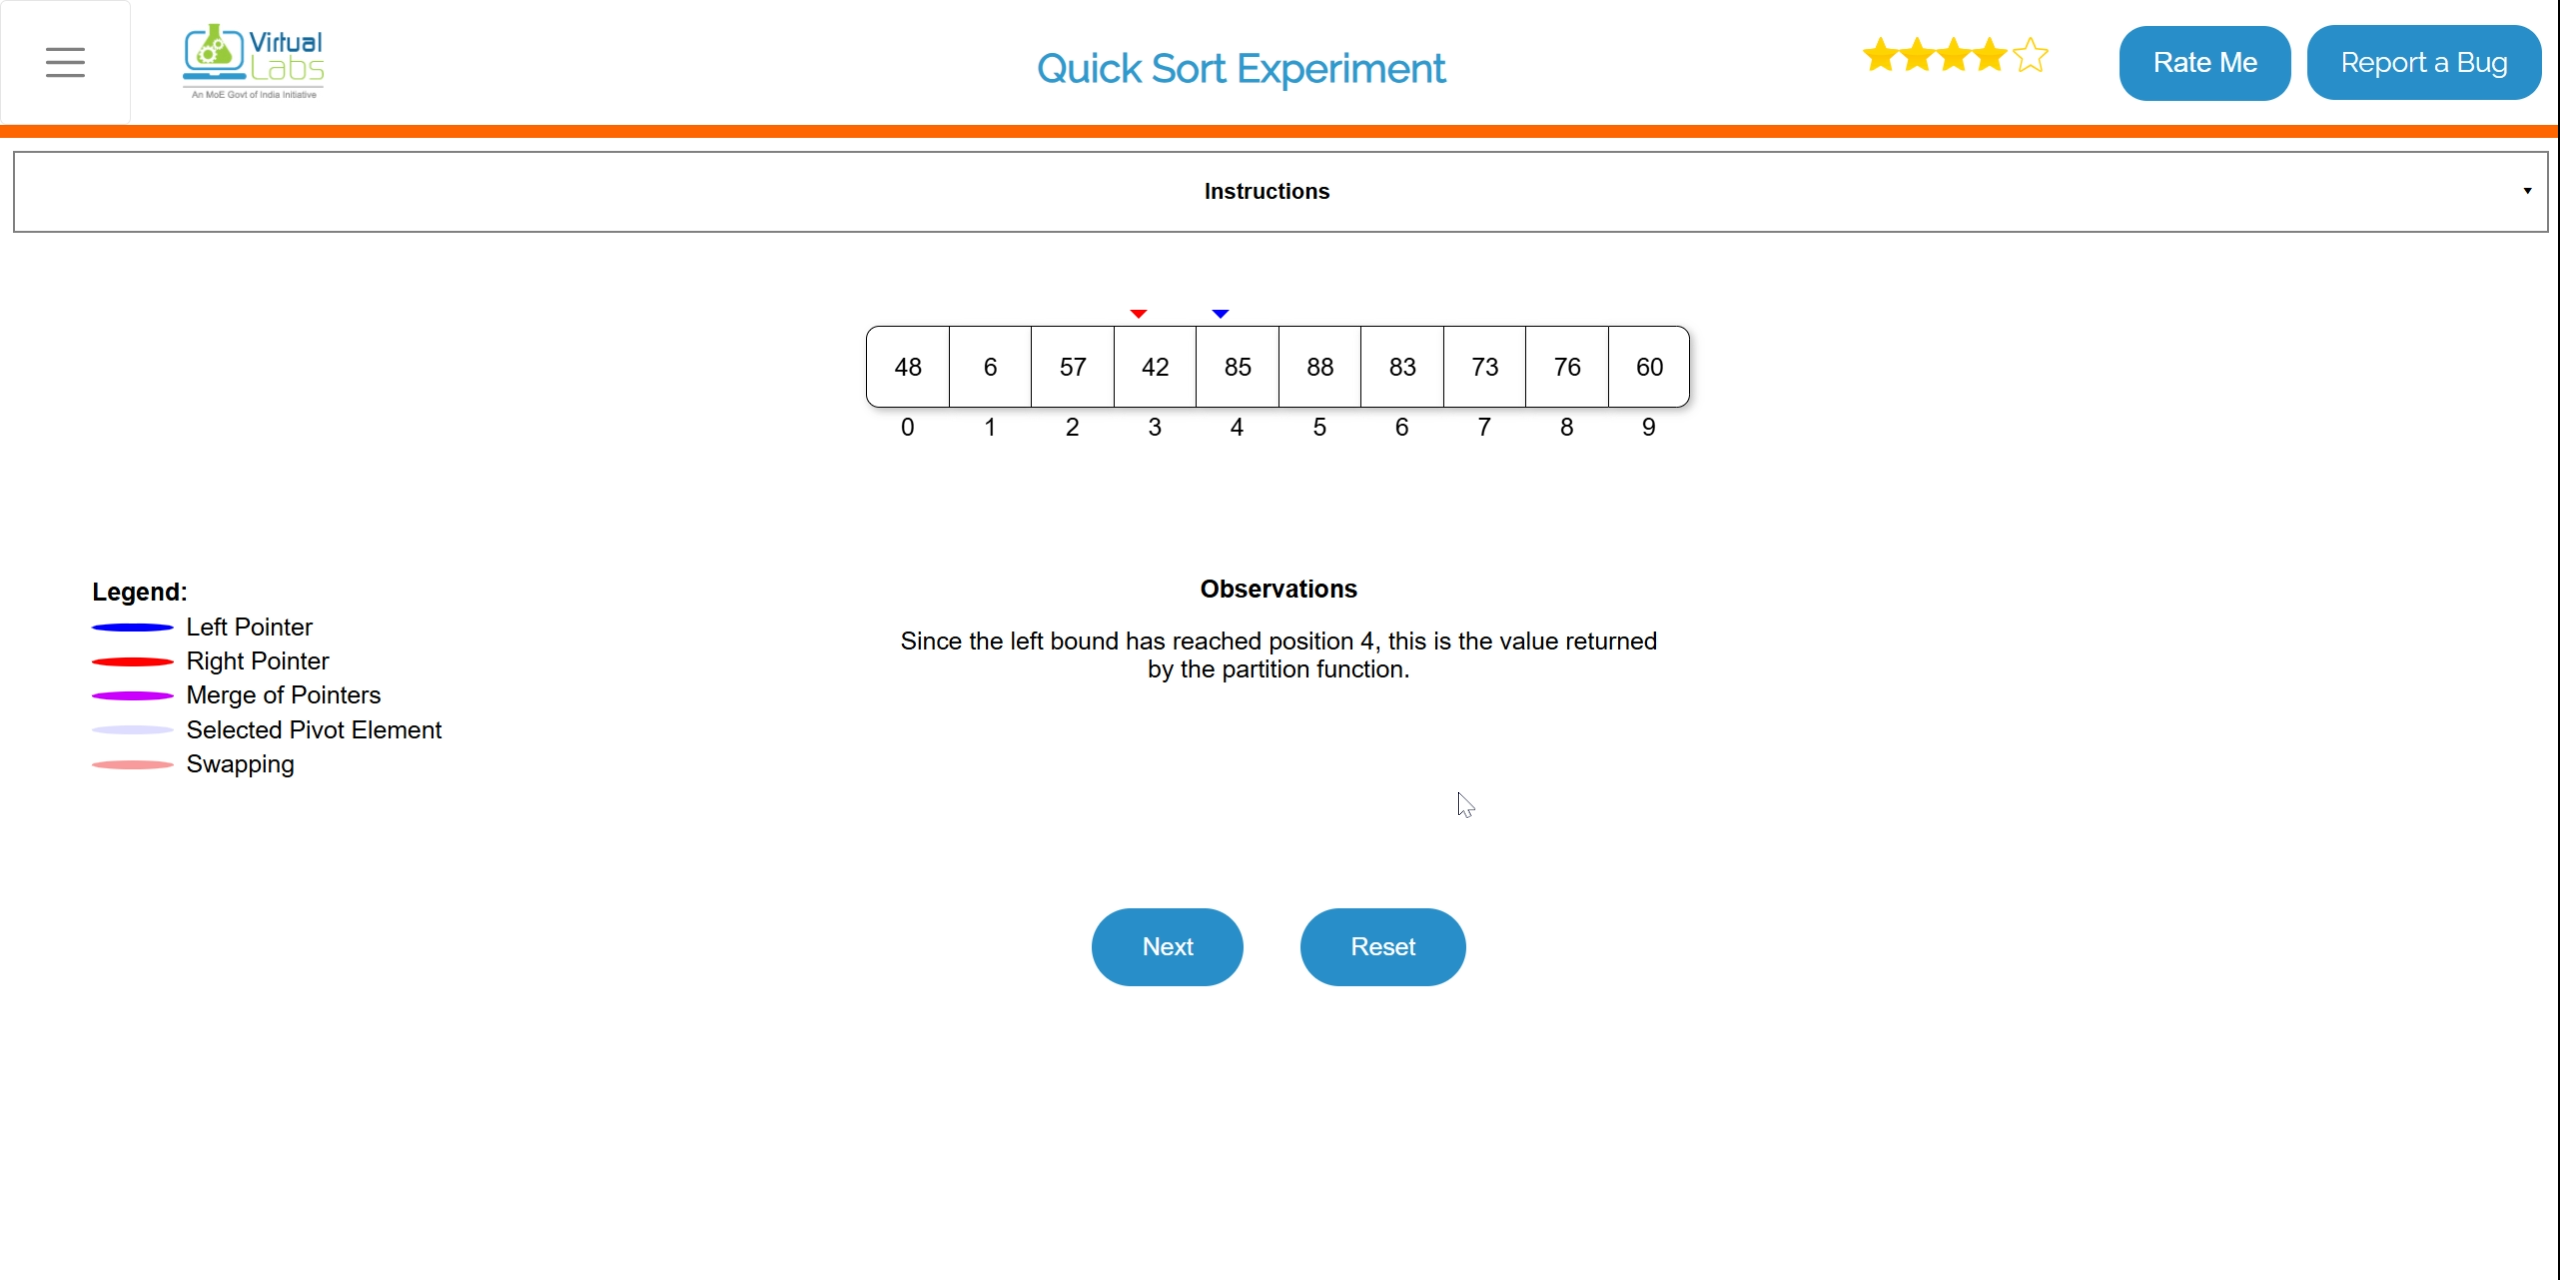 Virtual
Labs
An MoE Govt of India Initiative
Quick Sort Experiment
Rate Me
Report a Bug
Instructions
48 6 57 42 85 88 83 73 76 60
0 1 2 3 4 5 6 7 8 9
Legend:
Left Pointer
Right Pointer
Merge of Pointers
Selected Pivot Element
Swapping
Observations
Since the left bound has reached position 4, this is the value returned
by the partition function.
Next
Reset